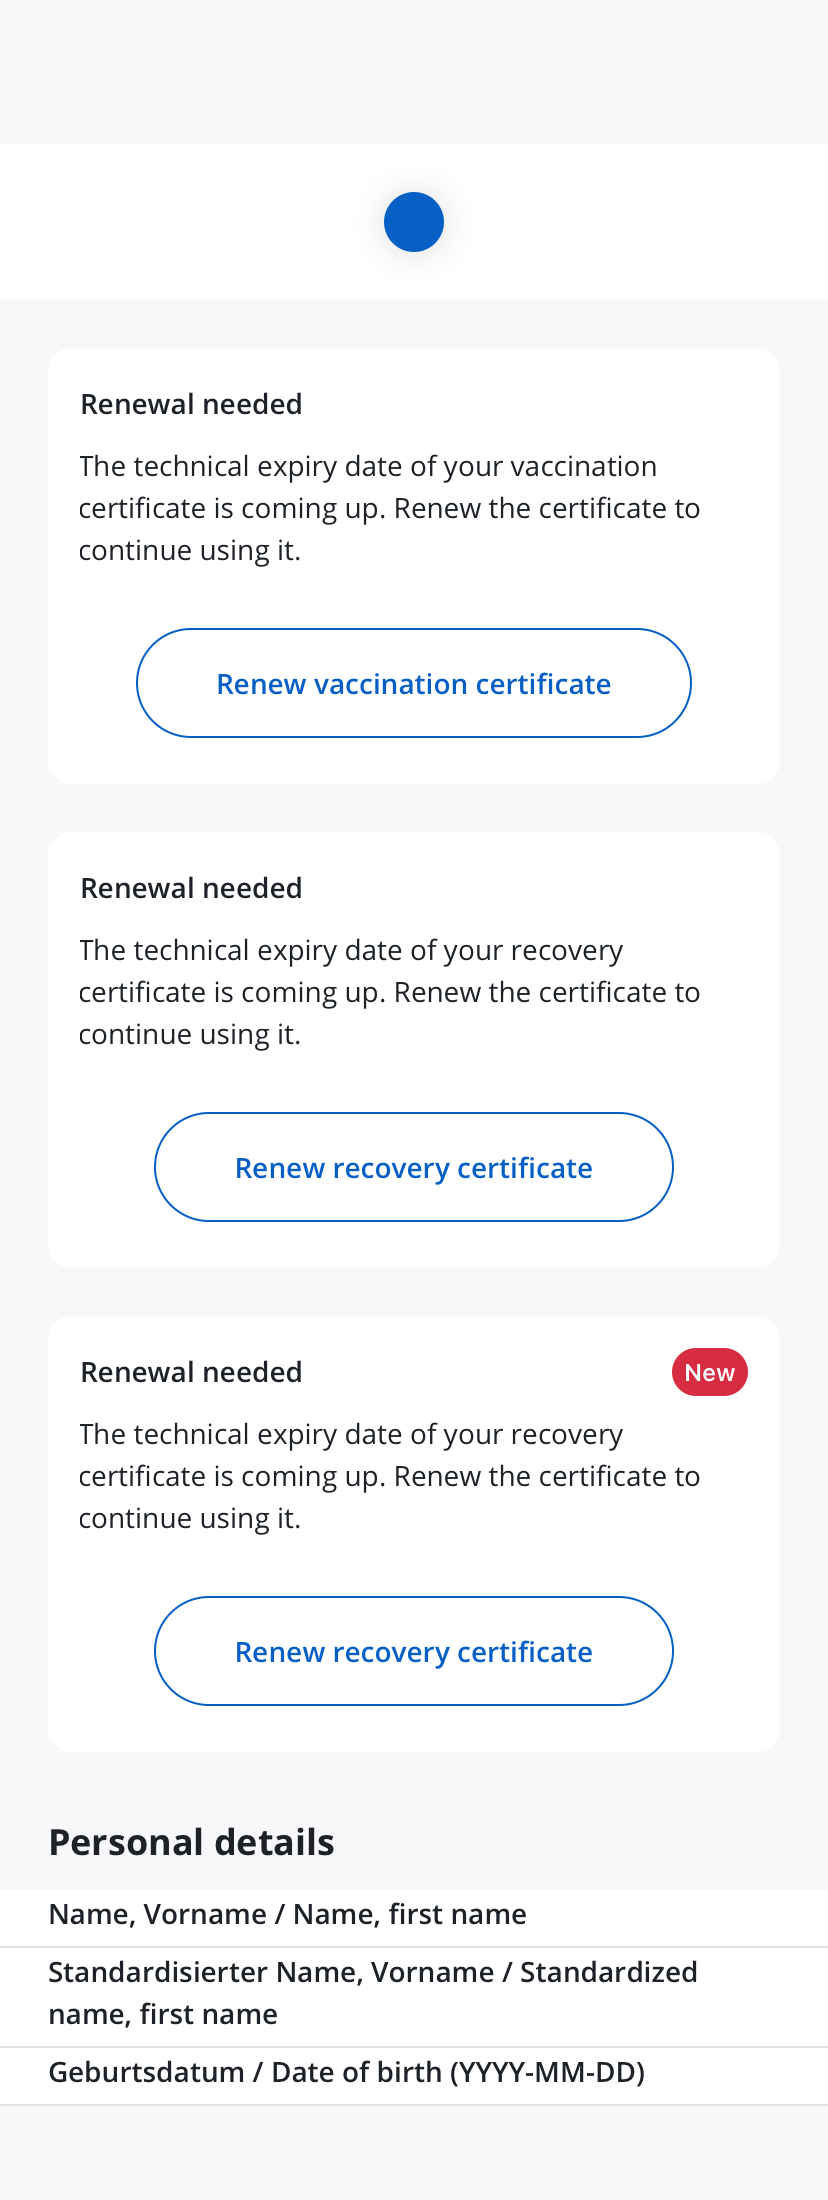 Renewal needed
The technical expiry date of your vaccination
certificate is coming up. Renew the certificate to
continue using it.
Renew vaccination certificate
Renewal needed
The technical expiry date of your recovery
certificate is coming up. Renew the certificate to
continue using it.
Renew recovery certificate
Renewal needed
New
The technical expiry date of your recovery
certificate is coming up. Renew the certificate to
continue using it.
Renew recovery certificate
Personal details
Name, Vorname / Name, first name
Standardisierter Name, Vorname / Standardized
name, first name
Geburtsdatum / Date of birth (YYYY-MM-DD)